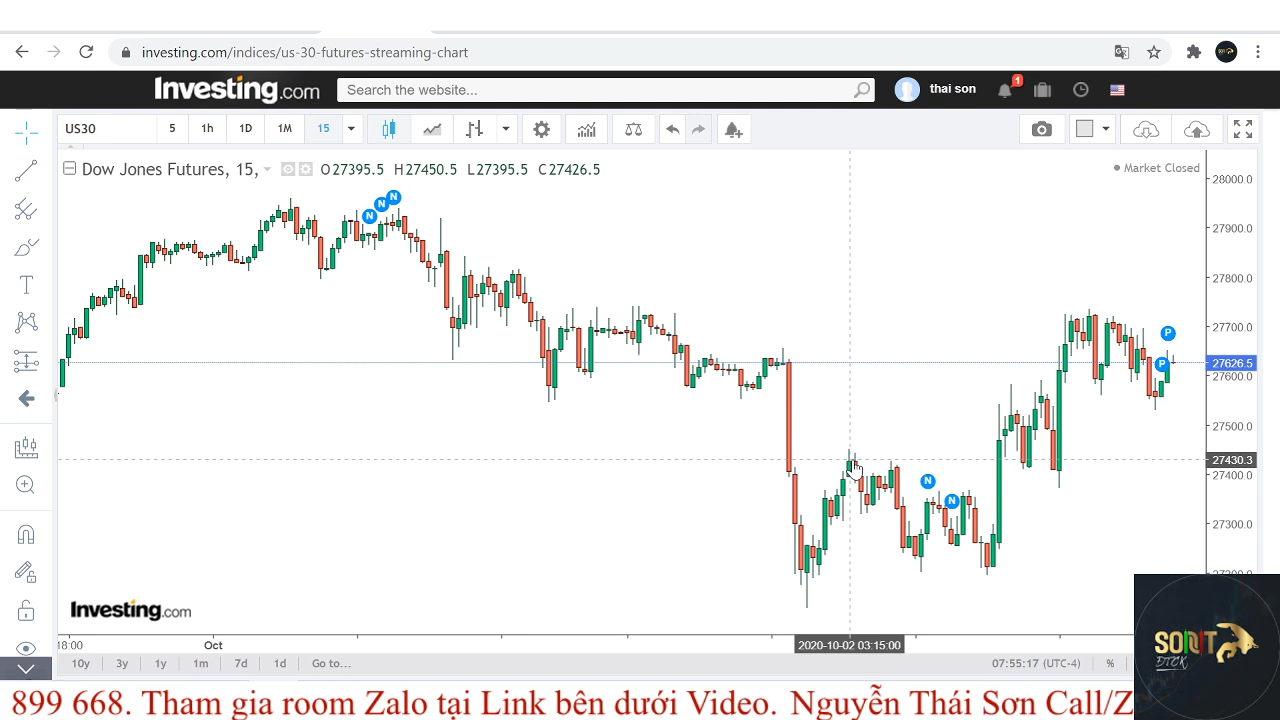 investing.com/indices/us-30-futures-streaming-chart
Investing.com
Search the website...
thai son
1
US30
5
1h
1D
1M
15
Dow Jones Futures, 15,
O27395.5 H27450.5 L27395.5 C27426.5
Market Closed
N
N
N
N
N
P
P
28000.0
27900.0
27800.0
27700.0
27626.5
27600.0
27500.0
27430.3
27400.0
27300.0
Investing.com
18:00
Oct
2020-10-02 03:15:00
10y
3y
1y
1m
7d
1d
Go to...
07:55:17 (UTC-4)
%
SONT
DTCK
899 668. Tham gia room Zalo tại Link bên dưới Video. Nguyễn Thái Sơn Call/Z